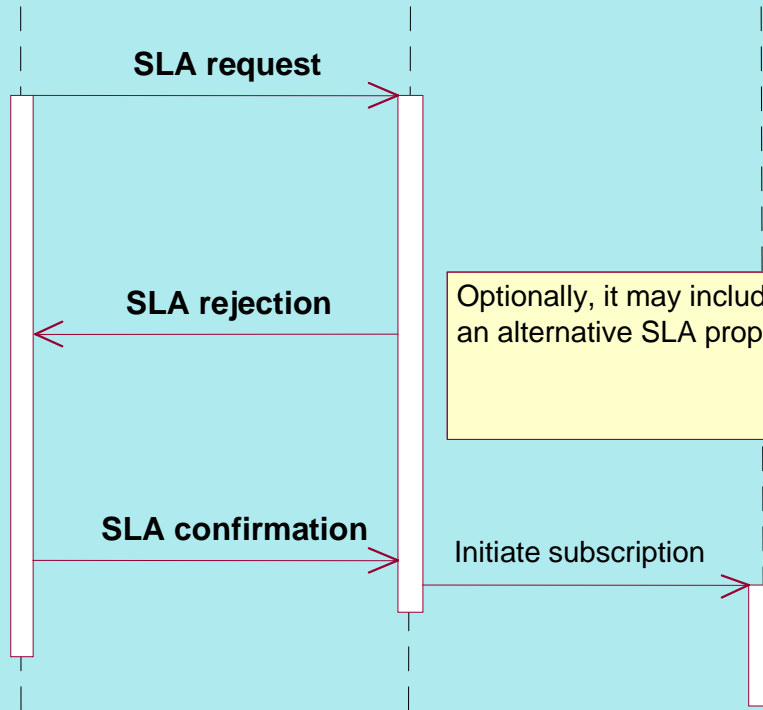 SLA request
SLA rejection
Optionally, it may includ
an alternative SLA prop
SLA confirmation
Initiate subscription